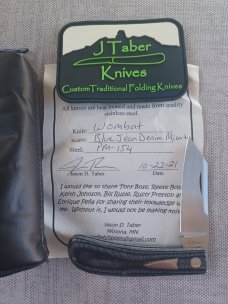 J Taber
Knives
Custom Traditional Folding Knives
All knives are heat treated and made from quality
stainless steel.
Knife: Wombat
Scales: Blue Jean Denim Micarta
Steel: CPM-154
Jason D. Taber Date
10-22-21
I would like to thank Tony Bose, Reese Bose,
Keith Johnson, Bill Ruple, Rusty Preston and
Enrique Peña for sharing their knowledge with
me. Without it, I would not be making knives
Jason D. Taber
Winona, MN